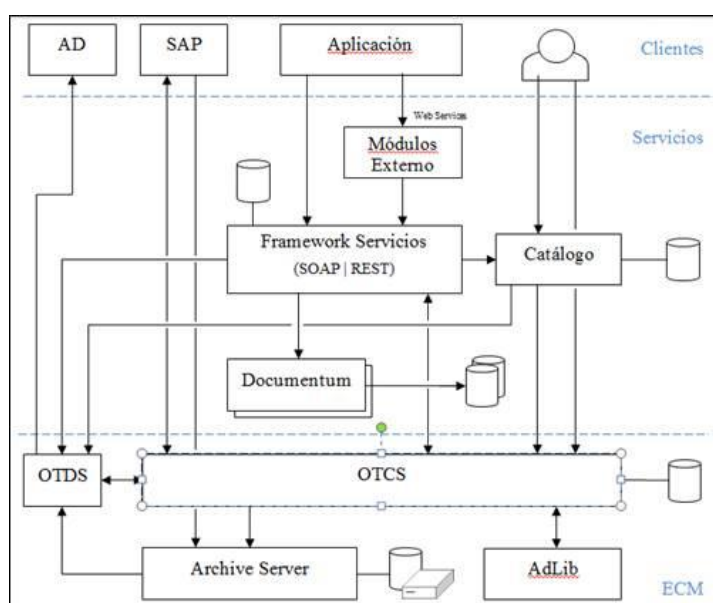 AD
SAP
Aplicación
Clientes
Web Services
Servicios
Módulos
Externo
Framework Servicios
(SOAP | REST)
Catálogo
Documentum
OTDS
OTCS
Archive Server
AdLib
ECM